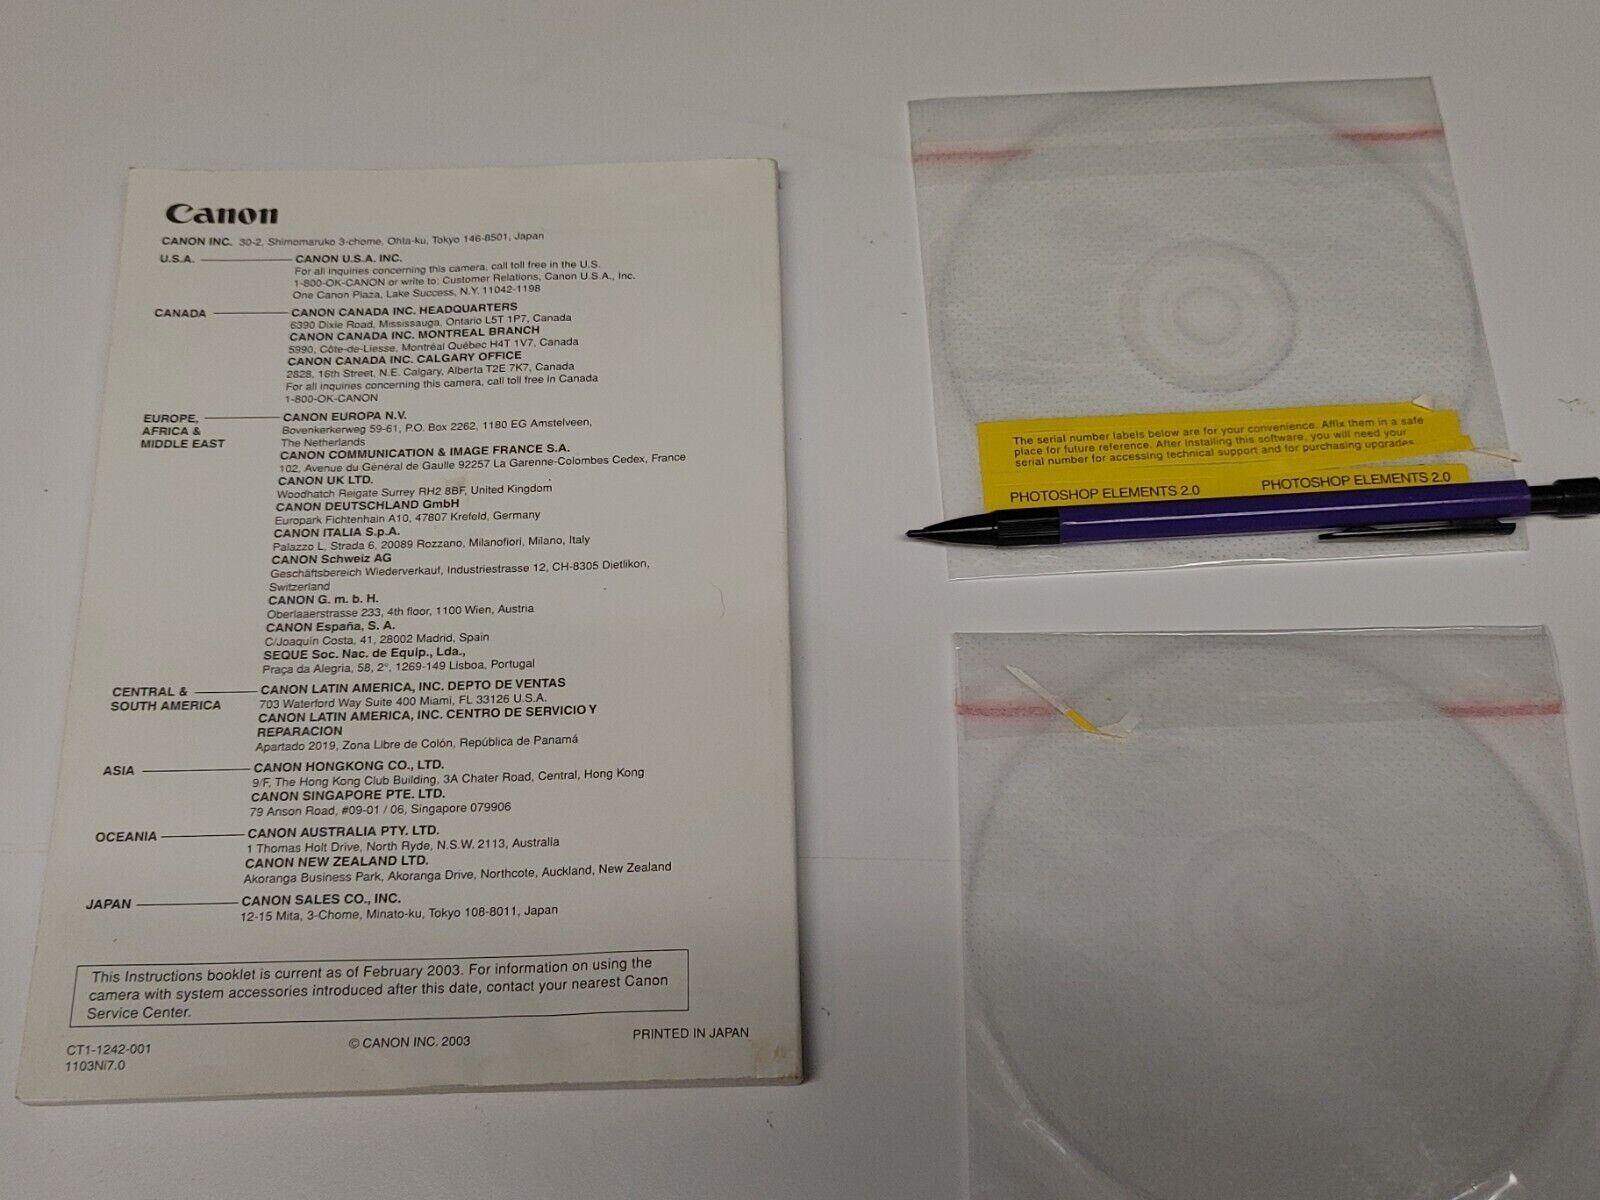 Canon
CANON INC. 30-2, Shimomaruko 3-chome, Ohta-ku, Tokyo 146-8501, Japan
U.S.A. CANON U.S.A. INC.
For all inquiries concerning this camera, call toll free in the U.S.
1-800-OK-CANON or write to: Customer Relations, Canon U.S.A., Inc.
One Canon Plaza, Lake Success, N.Y. 11042-1198
CANADA CANON CANADA INC. HEADQUARTERS
6390 Dixie Road, Mississauga, Ontario L5T 1P7, Canada
CANON CANADA INC. MONTREAL BRANCH
5990, Côte-de-Liesse, Montréal Québec H4T 1V7, Canada
CANON CANADA INC. CALGARY OFFICE
2828, 16th Street, N.E. Calgary, Alberta T2E 7K7, Canada
For all inquiries concerning this camera, call toll free in Canada
1-800-OK-CANON
EUROPE, AFRICA & MIDDLE EAST CANON EUROPA N.V.
Bovenkerkerweg 59-61, P.O. Box 2262, 1180 EG Amstelveen,
The Netherlands
CANON COMMUNICATION & IMAGE FRANCE S.A.
102, Avenue du Général de Gaulle 92257 La Garenne-Colombes Cedex, France
CANON UK LTD.
Woodhatch Reigate Surrey RH2 8BF, United Kingdom
CANON DEUTSCHLAND GmbH
Europark Fichtenhain A10, 47807 Krefeld, Germany
CANON ITALIA S.p.A.
Palazzo L, Strada 6, 20089 Rozzano, Milanofiori, Milano, Italy
CANON Schweiz AG
Geschäftsbereich Wiederverkauf, Industriestrasse 12, CH-8305 Dietlikon,
Switzerland
CANON G. m. b. H.
Oberlaaerstrasse 233, 4th floor, 1100 Wien, Austria
CANON España, S. A.
C/Joaquín Costa, 41, 28002 Madrid, Spain
SEQUE Soc. Nac. de Equip., Lda.,
Praça da Alegria, 58, 2°, 1269-149 Lisboa, Portugal
CENTRAL & SOUTH AMERICA CANON LATIN AMERICA, INC. DEPTO DE VENTAS
703 Waterford Way Suite 400 Miami, FL 33126 U.S.A.
CANON LATIN AMERICA, INC. CENTRO DE SERVICIO Y
REPARACION
Apartado 2019, Zona Libre de Colón, República de Panamá
ASIA CANON HONGKONG CO., LTD.
9/F, The Hong Kong Club Building, 3A Chater Road, Central, Hong Kong
CANON SINGAPORE PTE. LTD.
79 Anson Road, #09-01 / 06, Singapore 079906
OCEANIA CANON AUSTRALIA PTY. LTD.
1 Thomas Holt Drive, North Ryde, N.S.W. 2113, Australia
CANON NEW ZEALAND LTD.
Akoranga Business Park, Akoranga Drive, Northcote, Auckland, New Zealand
JAPAN CANON SALES CO., INC.
12-15 Mita, 3-Chome, Minato-ku, Tokyo 108-8011, Japan
This Instructions booklet is current as of February 2003. For information on using the
camera with system accessories introduced after this date, contact your nearest Canon
Service Center.
CT1-1242-001
1103Ni7.0
© CANON INC. 2003
PRINTED IN JAPAN
The serial number labels below are for your convenience. Affix them in a safe
place for future reference. After installing this software, you will need your
serial number for accessing technical support and for purchasing upgrades
PHOTOSHOP ELEMENTS 2.0
PHOTOSHOP ELEMENTS 2.0